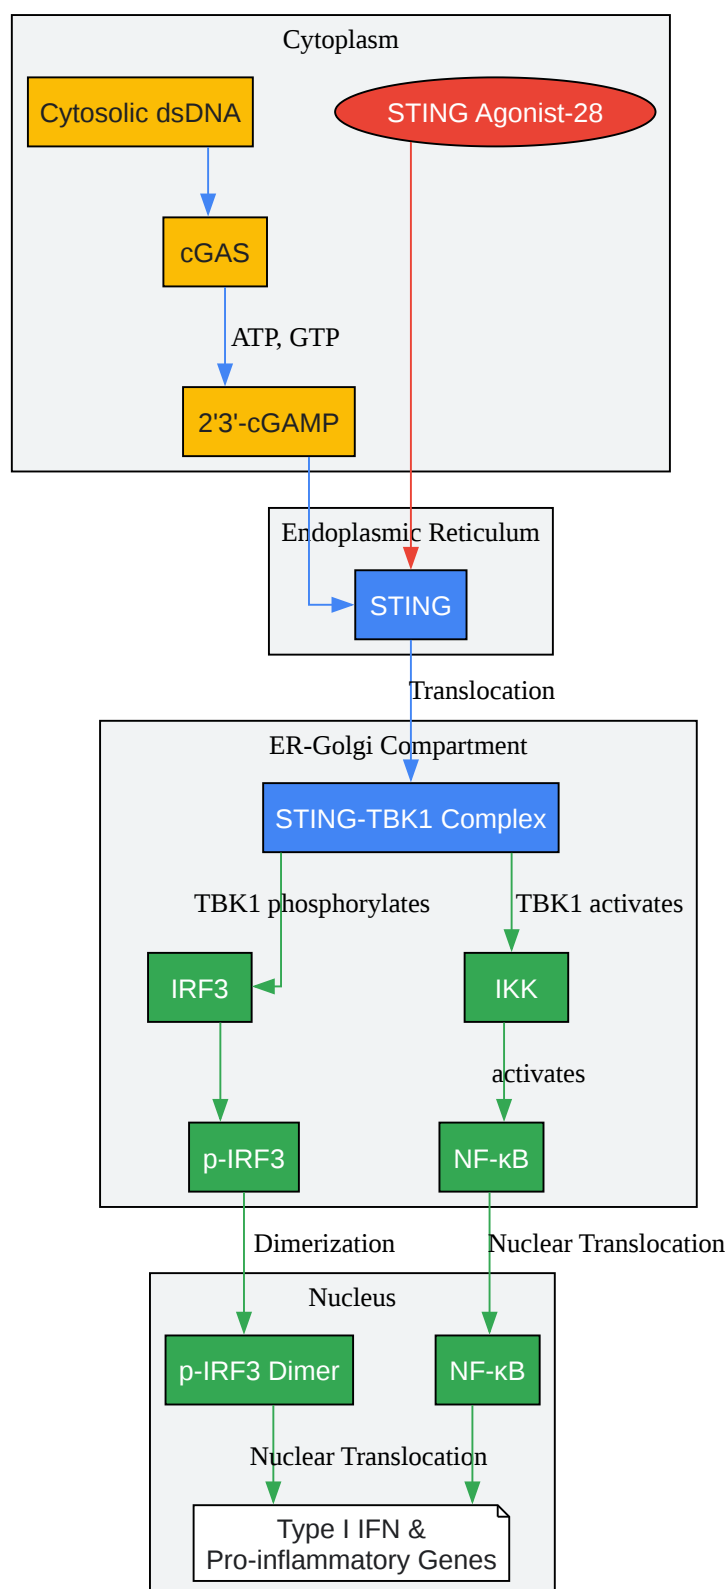 Cytoplasm
Cytosolic dsDNA
STING Agonist-28
cGAS
ATP, GTP
2'3'-cGAMP
Endoplasmic Reticulum
STING
Translocation
ER-Golgi Compartment
STING-TBK1 Complex
TBK1 phosphorylates
TBK1 activates
IRF3
IKK
activates
p-IRF3
NF-κB
Dimerization
Nuclear Translocation
Nucleus
p-IRF3 Dimer
NF-κB
Nuclear Translocation
Type I IFN &
Pro-inflammatory Genes